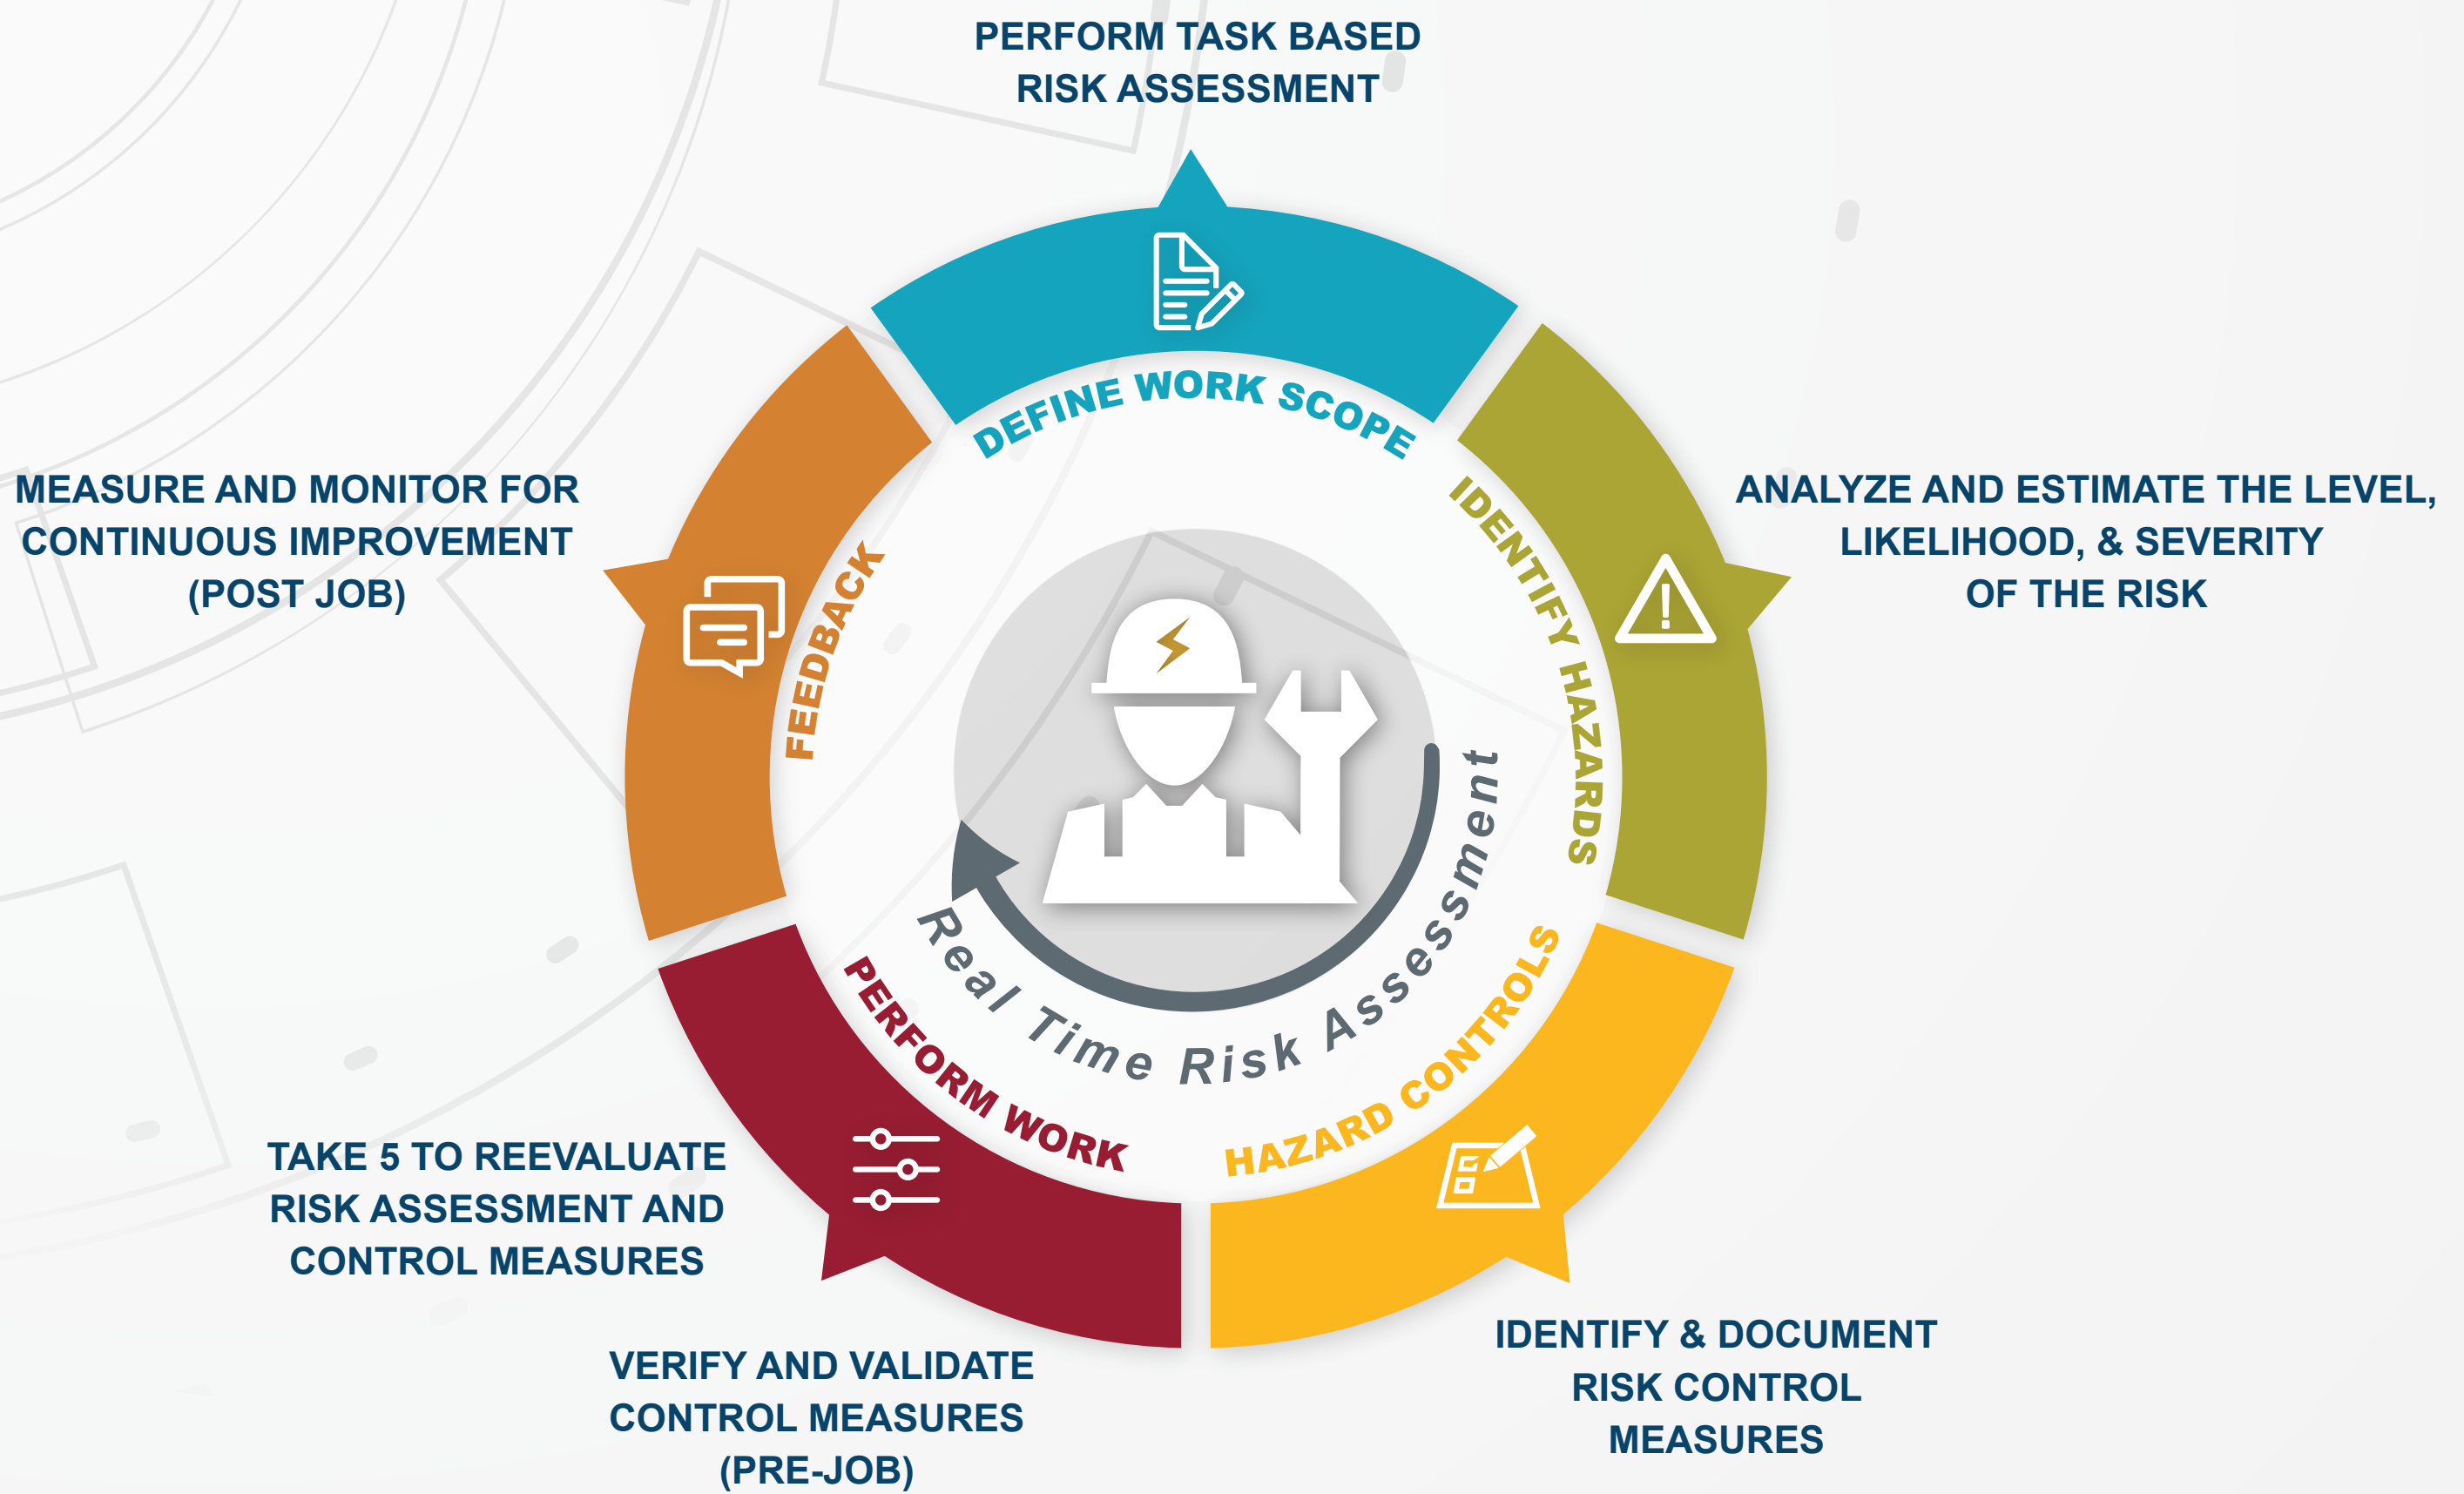 PERFORM TASK BASED
RISK ASSESSMENT
DEFINE WORK SCOPE
IDENTIFY HAZARDS
ANALYZE AND ESTIMATE THE LEVEL,
LIKELIHOOD, & SEVERITY
OF THE RISK
HAZARD CONTROLS
IDENTIFY & DOCUMENT
RISK CONTROL
MEASURES
PERFORM WORK
VERIFY AND VALIDATE
CONTROL MEASURES
(PRE-JOB)
TAKE 5 TO REEVALUATE
RISK ASSESSMENT AND
CONTROL MEASURES
FEEDBACK
MEASURE AND MONITOR FOR
CONTINUOUS IMPROVEMENT
(POST JOB)
Real Time Risk Assessment